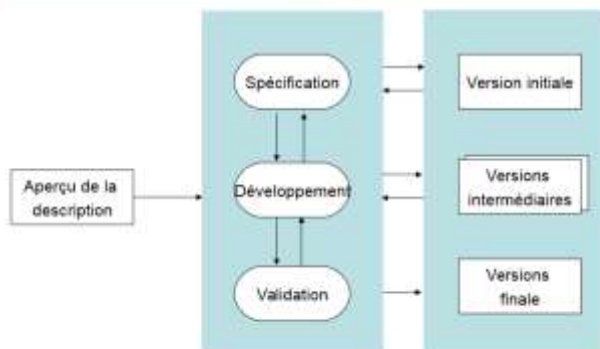 Spécification
Version initiale
Aperçu de la
description
Développement
Versions
intermédiaires
Validation
Versions
finale